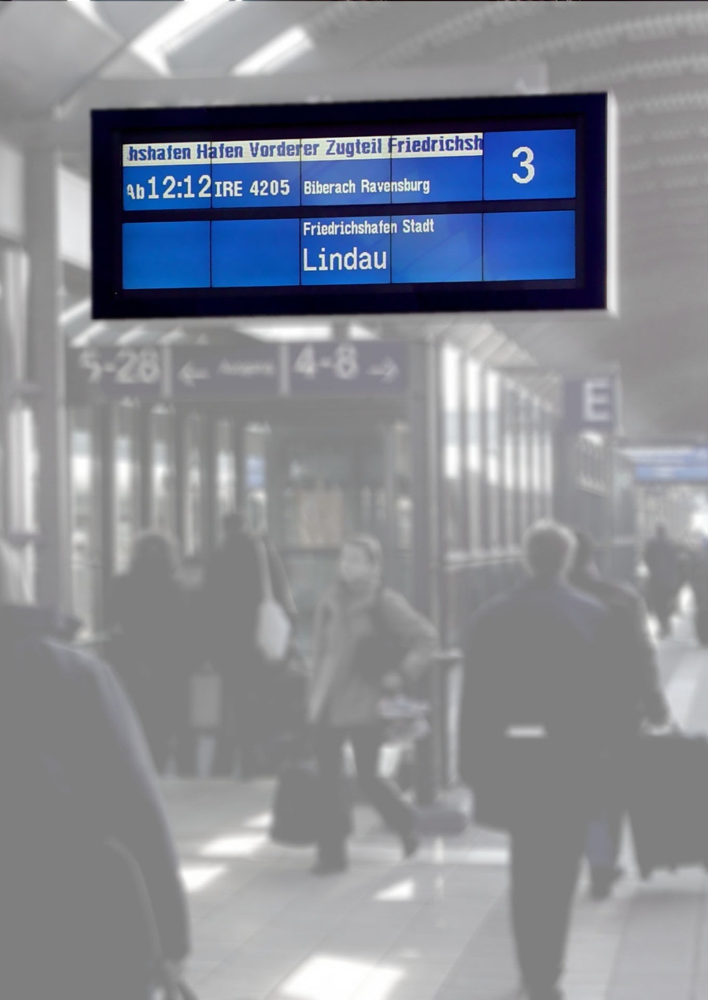 hshafen Hafen Vorderer Zugteil Friedrichsh
Ab 12:12 IRE 4205 Biberach Ravensburg 3
Friedrichshafen Stadt
Lindau
5-28 ← → 4-8
E